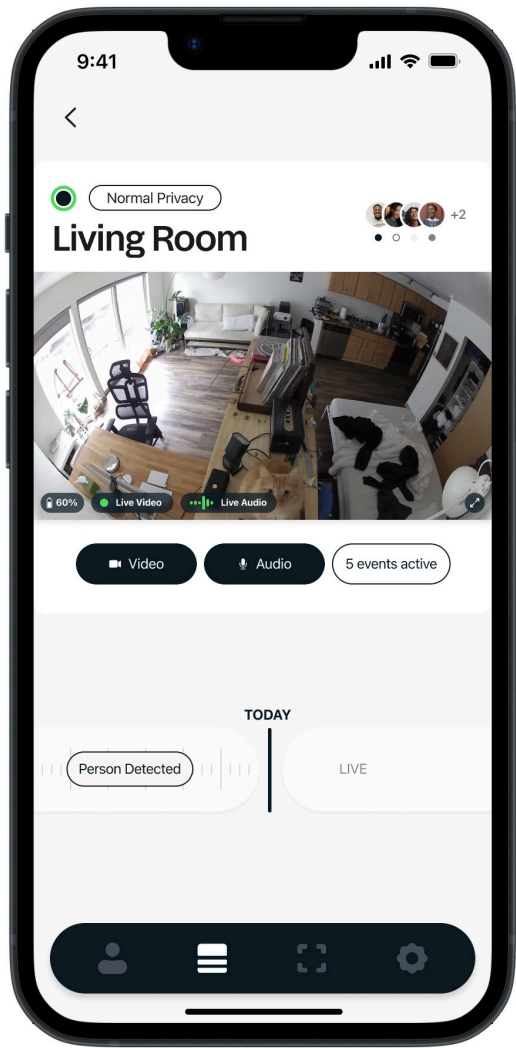 9:41
Normal Privacy
Living Room
+2
60%
Live Video
Live Audio
Video
Audio
5 events active
TODAY
Person Detected
LIVE